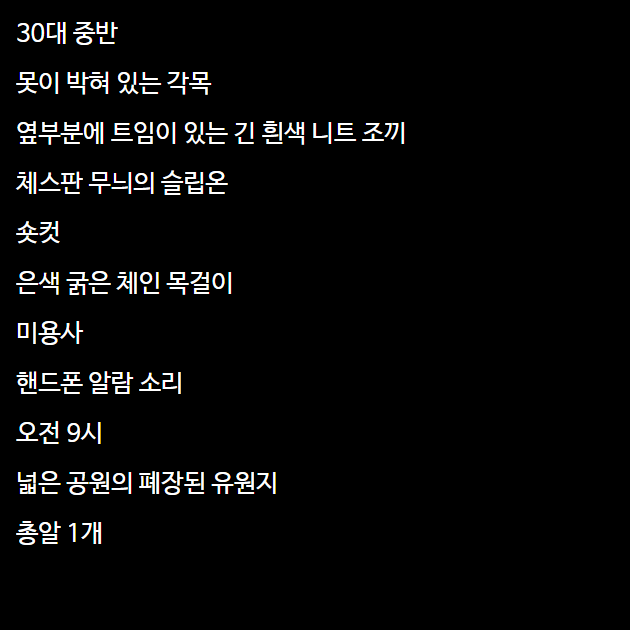 30대 중반
못이 박혀 있는 각목
옆부분에 트임이 있는 긴 흰색 니트 조끼
체스판 무늬의 슬립온
숏컷
은색 굵은 체인 목걸이
미용사
핸드폰 알람 소리
오전 9시
넓은 공원의 폐장된 유원지
총알 1개